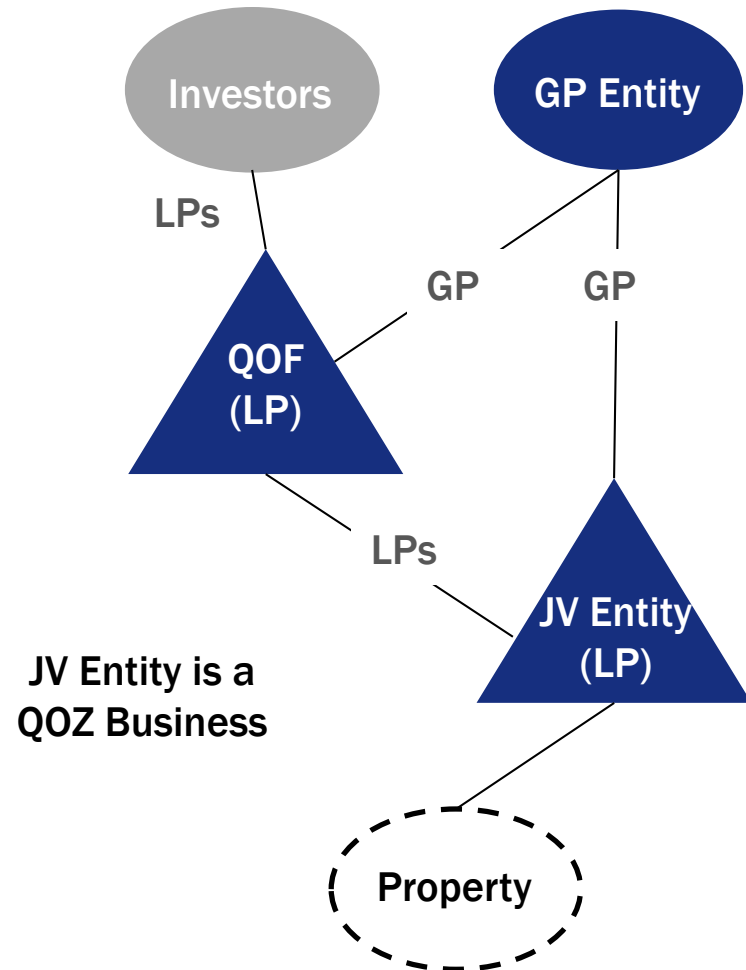 Investors
GP Entity
LPs
GP
GP
QOF
(LP)
LPs
JV Entity
(LP)
JV Entity is a
QOZ Business
Property